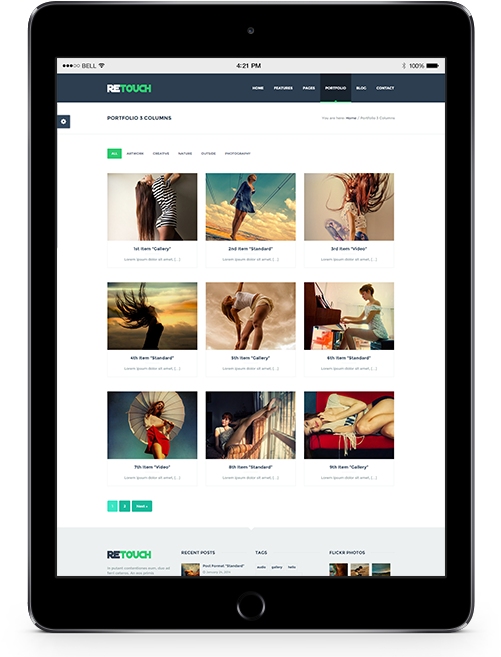 BELL 4:21 PM 100%
RETOUCH HOME FEATURES PAGES PORTFOLIO BLOG CONTACT
PORTFOLIO 3 COLUMNS You are here: Home / Portfolio 3 Columns
ALL ARTWORK CREATIVE NATURE OUTSIDE PHOTOGRAPHY
1st Item "Gallery" 2nd Item "Standard" 3rd Item "Video"
Lorem ipsum dolor sit amet, [...] Lorem ipsum dolor sit amet, [...] Lorem ipsum dolor sit amet, [...]
4th Item "Standard" 5th Item "Gallery" 6th Item "Standard"
Lorem ipsum dolor sit amet, [...] Lorem ipsum dolor sit amet, [...] Lorem ipsum dolor sit amet, [...]
7th Item "Video" 8th Item "Standard" 9th Item "Gallery"
Lorem ipsum dolor sit amet, [...] Lorem ipsum dolor sit amet, [...] Lorem ipsum dolor sit amet, [...]
1 2 Next »
RETOUCH RECENT POSTS TAGS FLICKR PHOTOS
Post Format "Standard" audio gallery hello